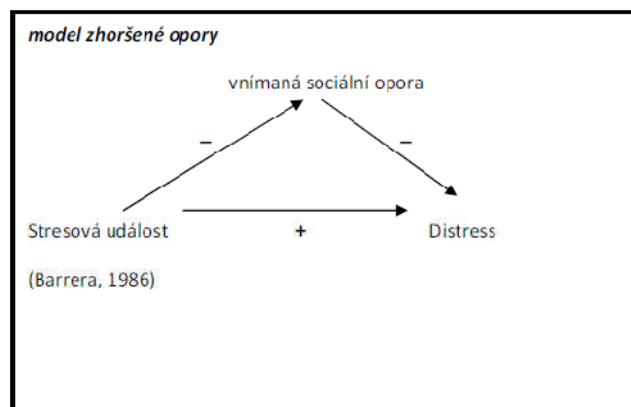 model zhoršené opory
vnímaná sociální opora
– –
Stresová událost + Distress
(Barrera, 1986)